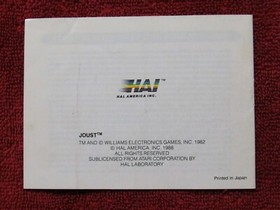 HAL
HAL AMERICA INC.
JOUST™
TM AND © WILLIAMS ELECTRONICS GAMES, INC. 1982
© HAL AMERICA, INC. 1988
ALL RIGHTS RESERVED.
SUBLICENSED FROM ATARI CORPORATION BY
HAL LABORATORY
Printed in Japan